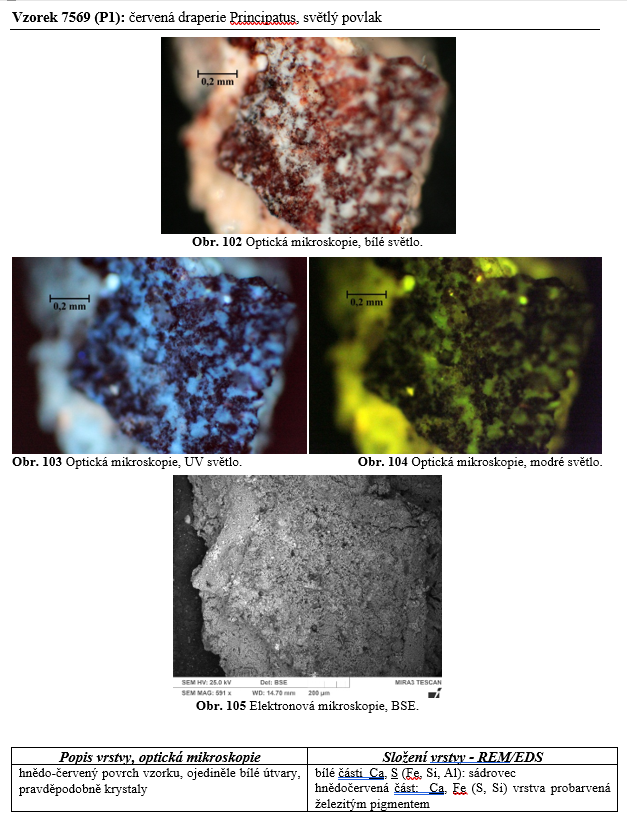 Vzorek 7569 (P1): červená draperie Principatus, světlý povlak
0,2 mm
Obr. 102 Optická mikroskopie, bílé světlo.
0,2 mm
0,2 mm
Obr. 103 Optická mikroskopie, UV světlo.
Obr. 104 Optická mikroskopie, modré světlo.
SEM HV: 25.0 kV Det: BSE MIRA3 TESCAN
SEM MAG: 591 x WD: 14.70 mm 200 µm
Obr. 105 Elektronová mikroskopie, BSE.
Popis vrstvy, optická mikroskopie
hnědo-červený povrch vzorku, ojediněle bílé útvary,
pravděpodobně krystaly
Složení vrstvy - REM/EDS
bílé části Ca, S (Fe, Si, Al): sádrovec
hnědočervená část: Ca, Fe (S, Si) vrstva probarvená
železitým pigmentem